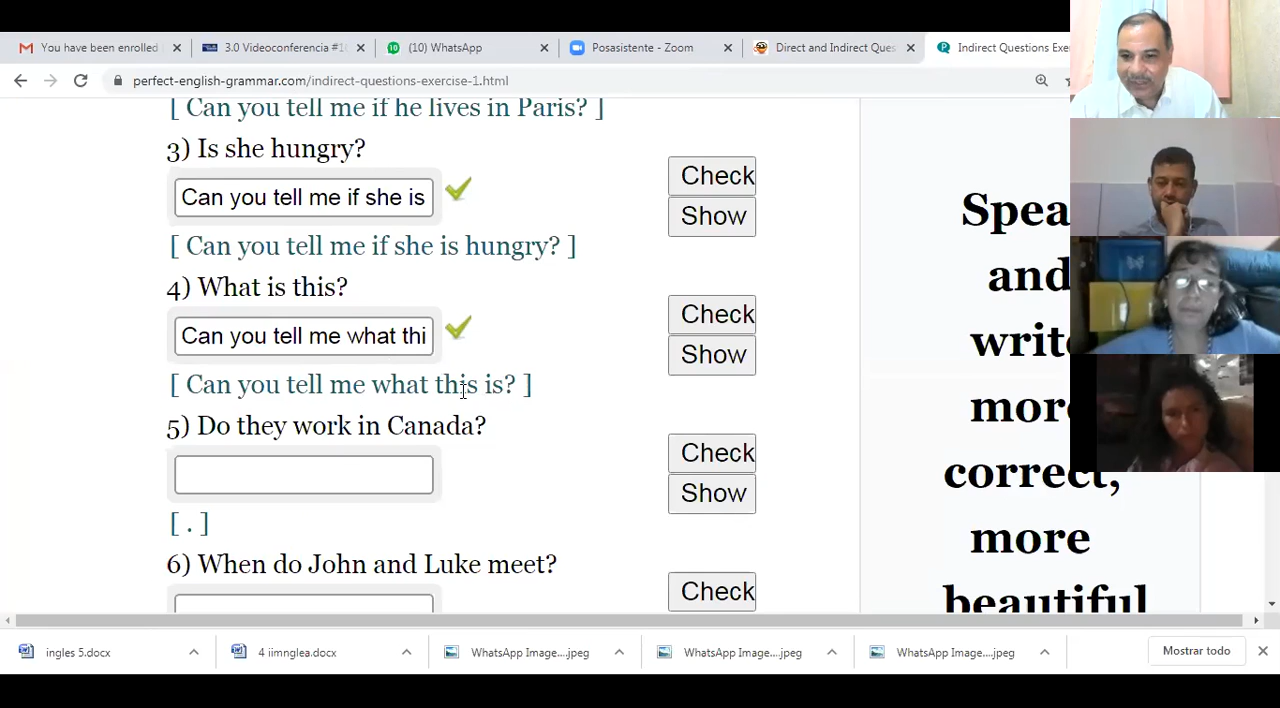 You have been enrolled
3.0 Videoconferencia #1
(10) WhatsApp
Posasistente - Zoom
Direct and Indirect Ques
Indirect Questions Exe
perfect-english-grammar.com/indirect-questions-exercise-1.html
[ Can you tell me if he lives in Paris? ]
3) Is she hungry?
Can you tell me if she is
Check
Show
[ Can you tell me if she is hungry? ]
4) What is this?
Can you tell me what thi
Check
Show
[ Can you tell me what this is? ]
5) Do they work in Canada?
Check
Show
[ . ]
6) When do John and Luke meet?
Check
Spea
and
write
more
correct,
more
beautiful
ingles 5.docx
4 iimnglea.docx
WhatsApp Image....jpeg
WhatsApp Image....jpeg
WhatsApp Image....jpeg
Mostrar todo